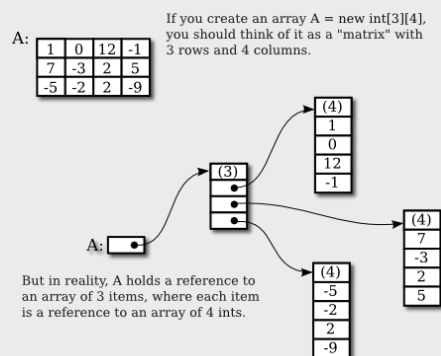 If you create an array A = new int[3][4],
you should think of it as a "matrix" with
3 rows and 4 columns.
A:
1 0 12 -1
7 -3 2 5
-5 -2 2 -9
(4)
1
0
12
-1
(3)
(4)
7
-3
2
5
A:
But in reality, A holds a reference to
an array of 3 items, where each item
is a reference to an array of 4 ints.
(4)
-5
-2
2
-9